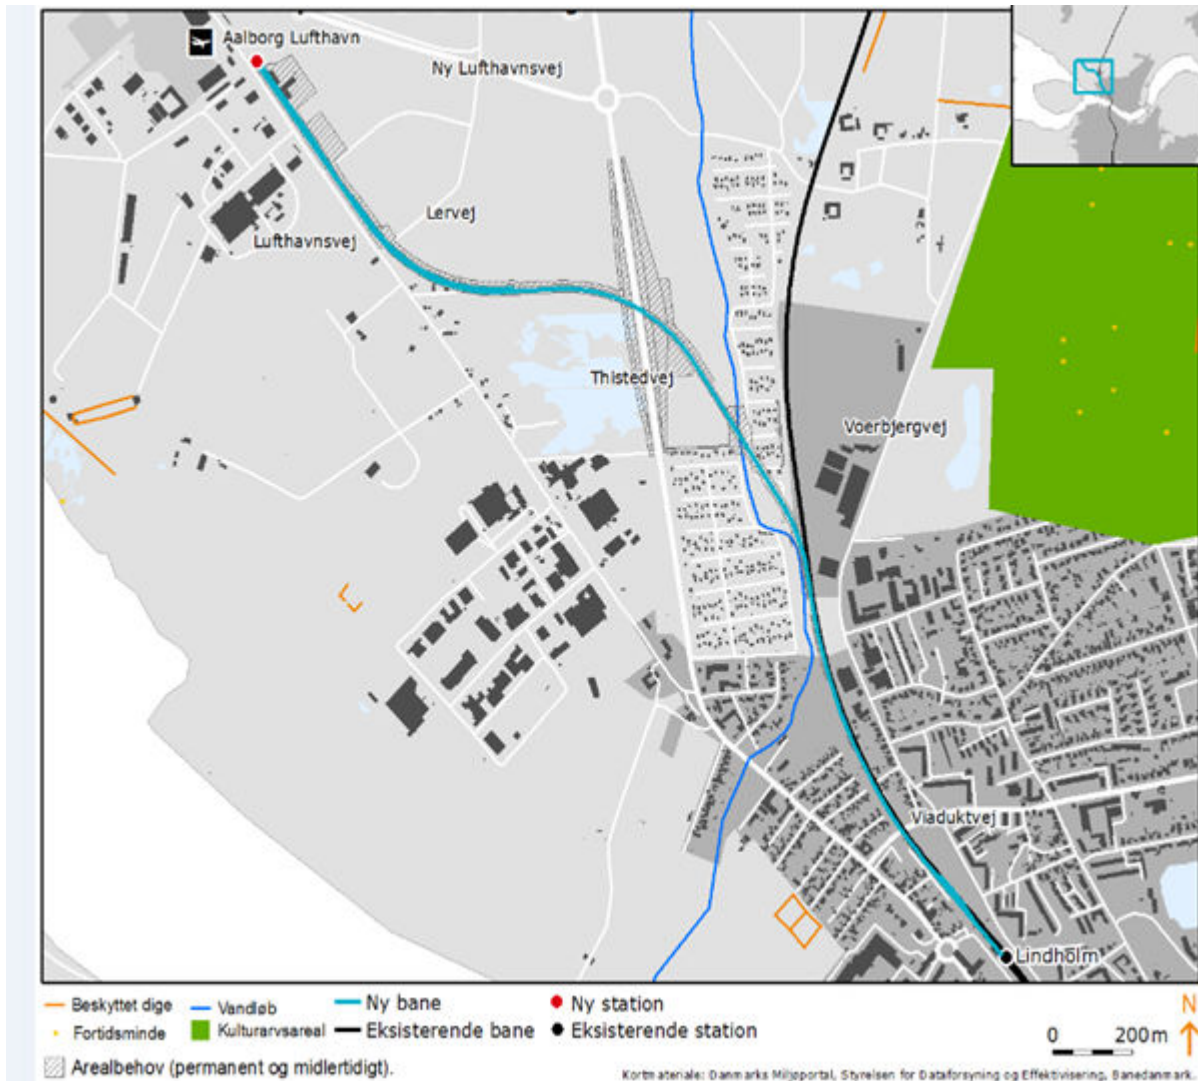 Aalborg Lufthavn
Ny Lufthavnsvej
Lervej
Lufthavnsvej
Thistedvej
Voerbjergvej
Viaduktvej
Lindholm
Beskyttet dige
Vandløb
Ny bane
Ny station
N
Fortidsminde
Kulturarvsareal
Eksisterende bane
Eksisterende station
0 200m
Arealbehov (permanent og midlertidigt).
Kortmateriale: Danmarks Miljøportal, Styrelsen for Dataforsyning og Effektivisering, Banedanmark.